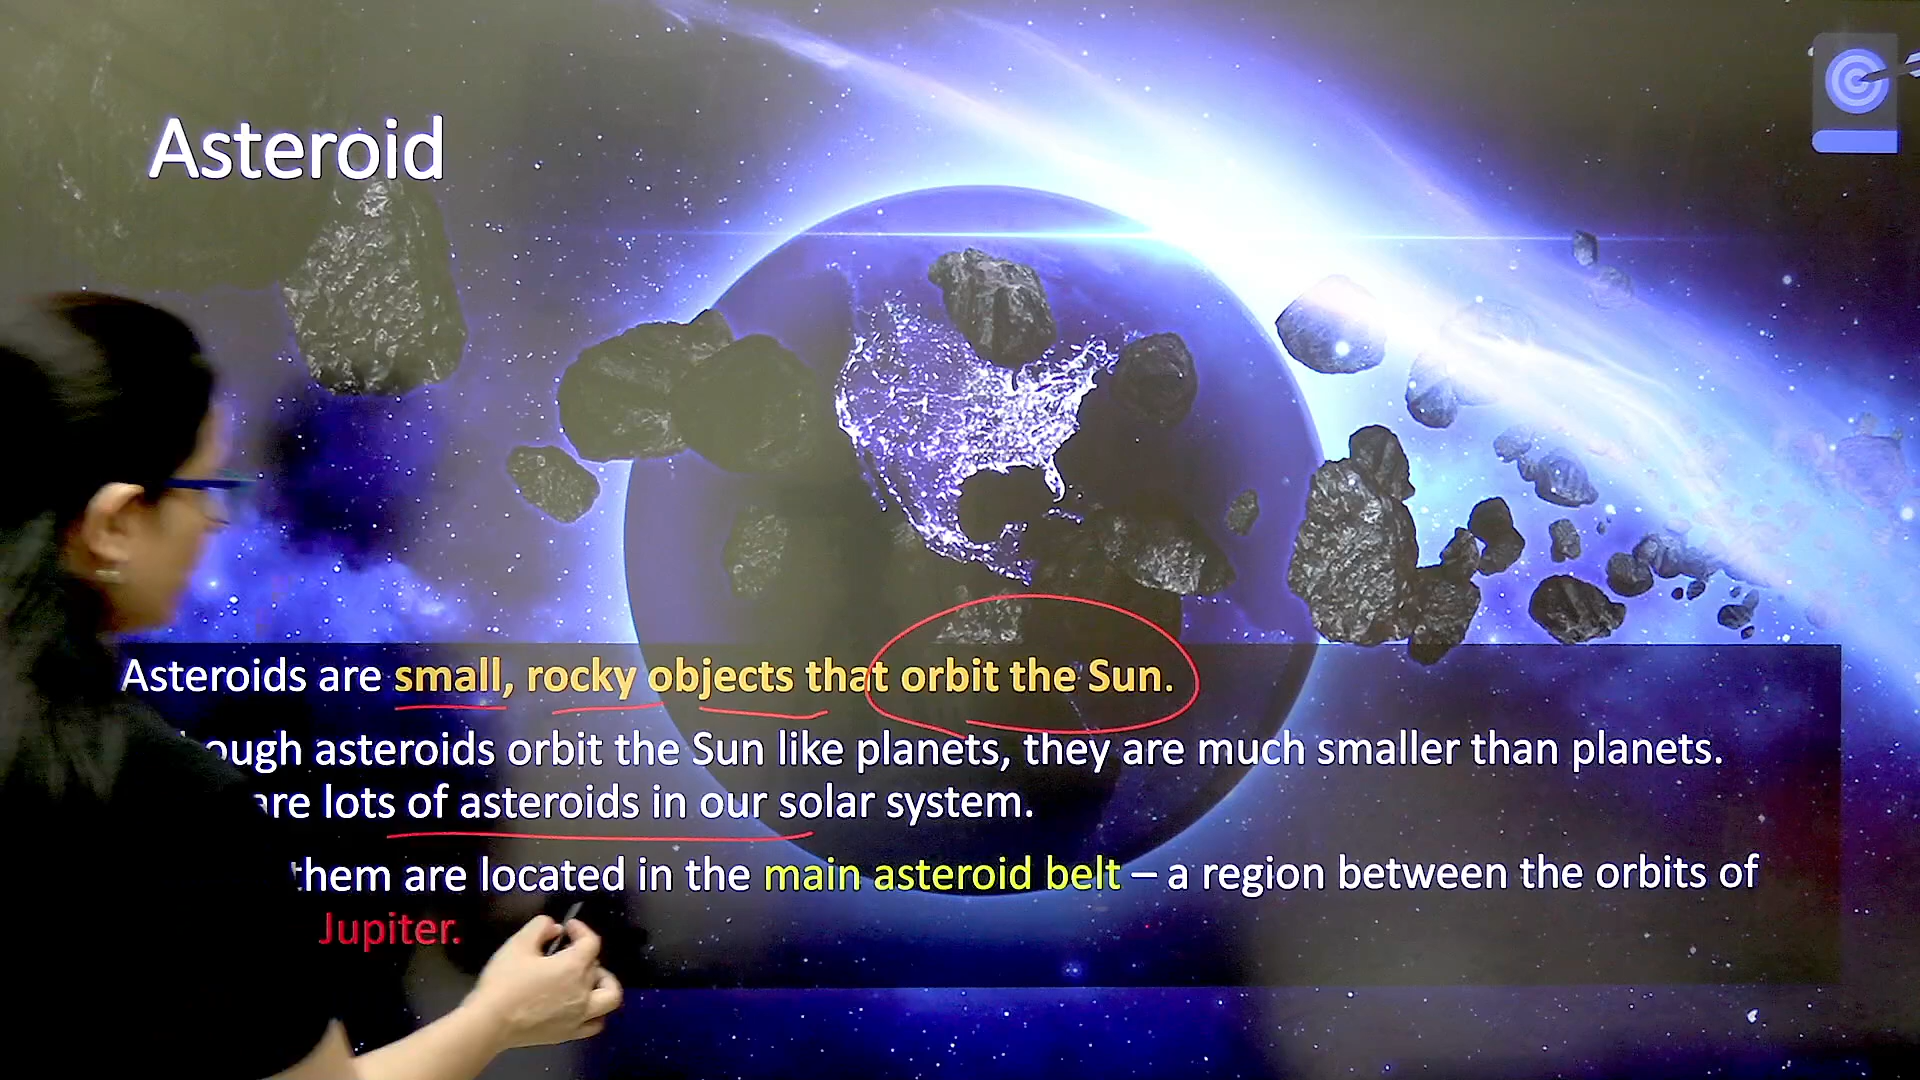 Asteroid
Asteroids are small, rocky objects that orbit the Sun.
ough asteroids orbit the Sun like planets, they are much smaller than planets.
are lots of asteroids in our solar system.
them are located in the main asteroid belt – a region between the orbits of
Jupiter.